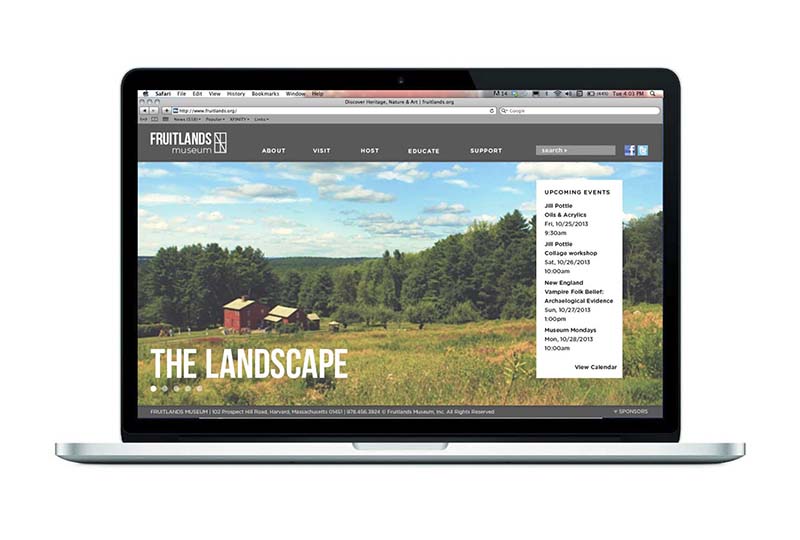 Safari File Edit View History Bookmarks Window Help
14 (44%) Tue 4:03 PM
Discover Heritage, Nature & Art | fruitlands.org
http://www.fruitlands.org/
Google
News (558) Popular XFINITY Links
FRUITLANDS
museum
ABOUT VISIT HOST EDUCATE SUPPORT
search
UPCOMING EVENTS
Jill Pottle
Oils & Acrylics
Fri, 10/25/2013
9:30am
Jill Pottle
Collage workshop
Sat, 10/26/2013
10:00am
New England
Vampire Folk Belief:
Archaelogical Evidence
Sun, 10/27/2013
1:00pm
Museum Mondays
Mon, 10/28/2013
10:00am
View Calendar
THE LANDSCAPE
FRUITLANDS MUSEUM | 102 Prospect Hill Road, Harvard, Massachusetts 01451 | 978.456.3924 © Fruitlands Museum, Inc. All Rights Reserved
SPONSORS